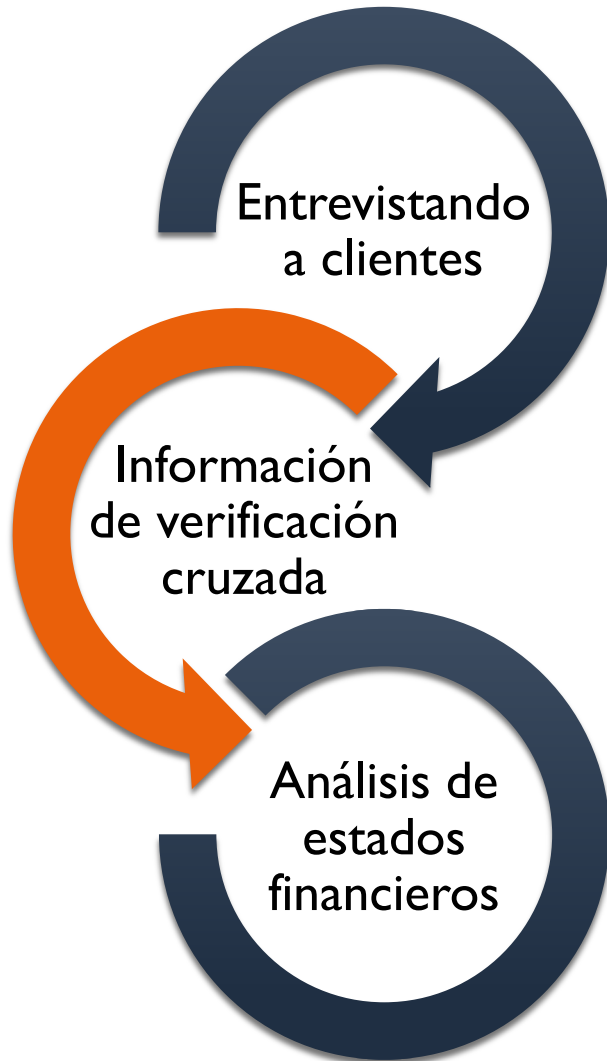 Entrevistando
a clientes
Información
de verificación
cruzada
Análisis de
estados
financieros